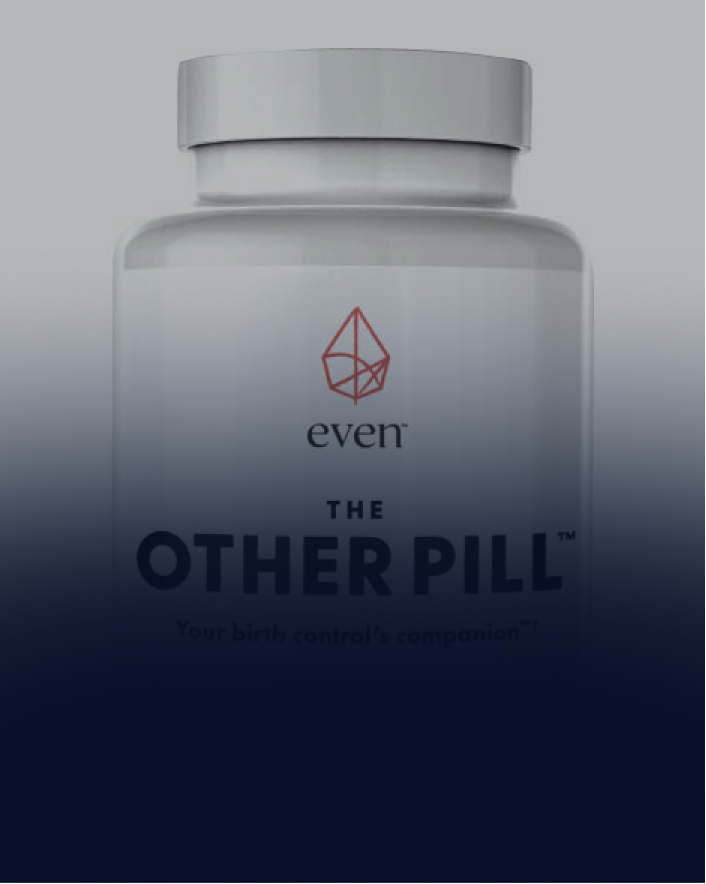 even™
THE
OTHER PILL™
Your birth control's companion™†